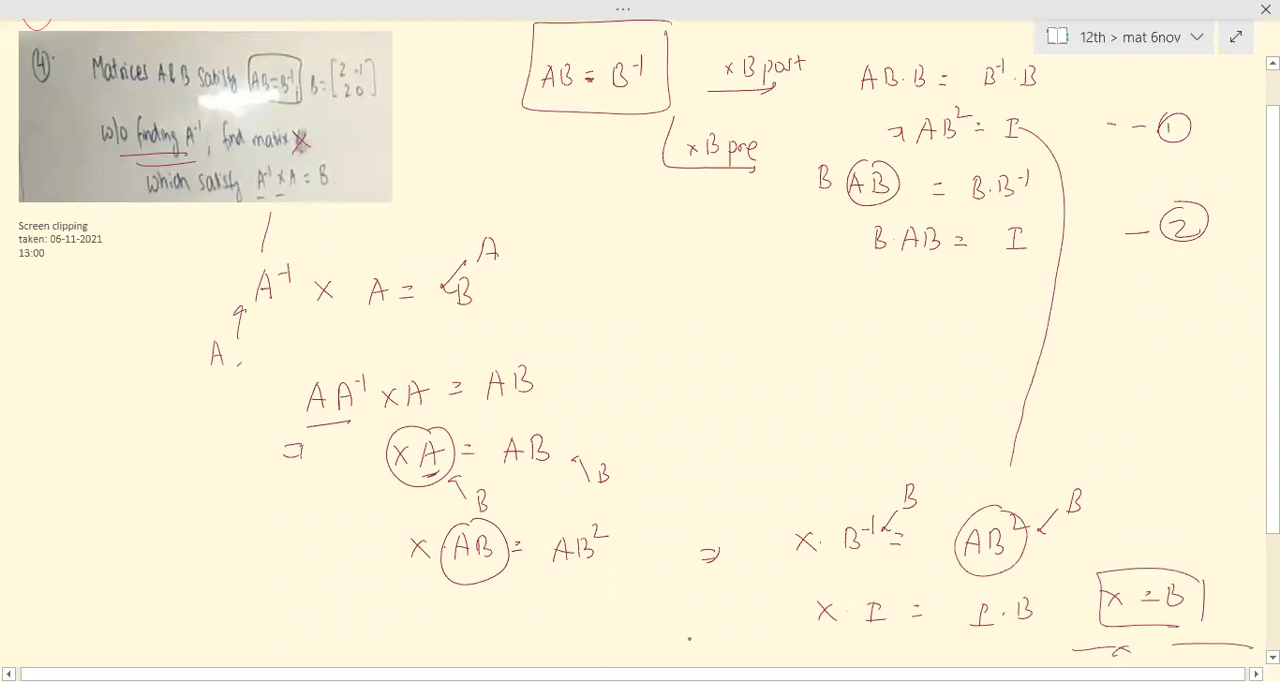 12th > mat 6nov
(4). Matrices A & B satisfy AB = B⁻¹, B = [2 -1
2 0]
w/o finding A⁻¹, find matrix X
which satisfy A⁻¹ X A = B
Screen clipping
taken: 06-11-2021
13:00
AB = B⁻¹
x B post
x B pre
AB·B = B⁻¹·B
⇒ AB² = I -- ①
B AB = B·B⁻¹
B·AB = I — ②
A⁻¹ X A = B
A
A
AA⁻¹ X A = AB
⇒ X A = AB
B
B
X AB = AB²
⇒ X·B⁻¹ = AB²
B
B
X·I = I·B
X = B